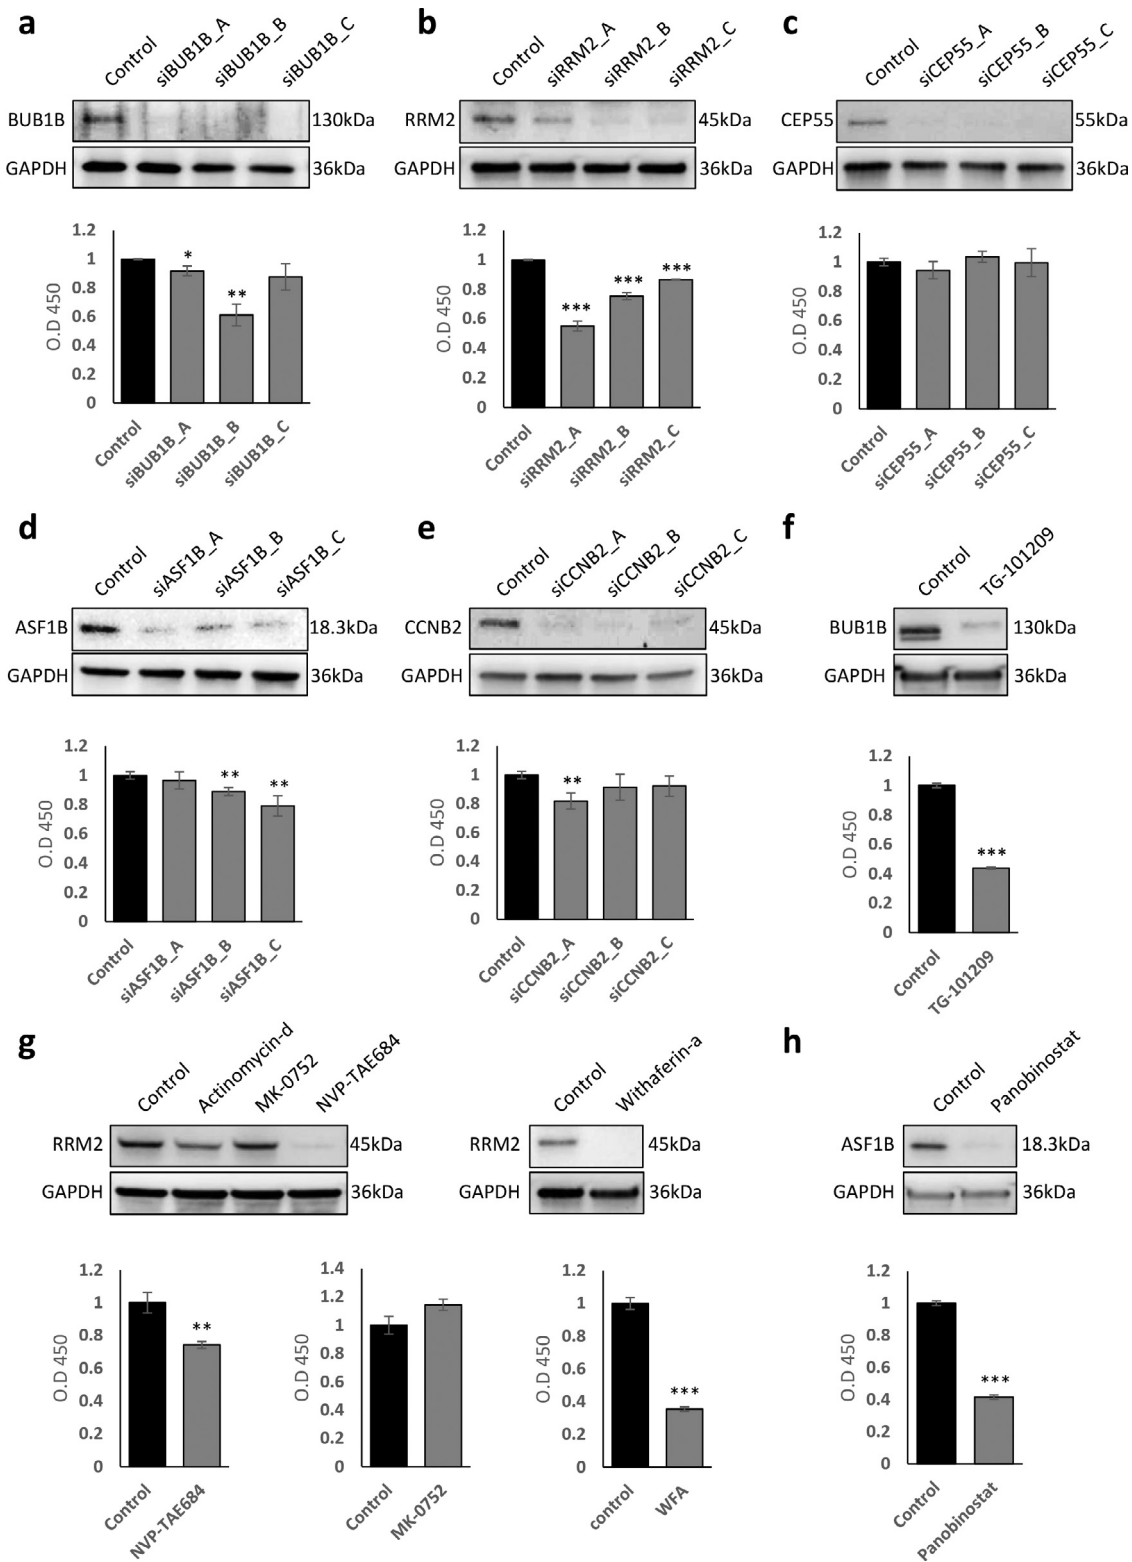 a
Control
siBUB1B_A
siBUB1B_B
siBUB1B_C
BUB1B
130kDa
GAPDH
36kDa
O.D 450
1.2
1
0.8
0.6
0.4
0.2
0
*
**
Control
siBUB1B_A
siBUB1B_B
siBUB1B_C
b
Control
siRRM2_A
siRRM2_B
siRRM2_C
RRM2
45kDa
GAPDH
36kDa
O.D 450
1.2
1
0.8
0.6
0.4
0.2
0
***
***
***
Control
siRRM2_A
siRRM2_B
siRRM2_C
c
Control
siCEP55_A
siCEP55_B
siCEP55_C
CEP55
55kDa
GAPDH
36kDa
O.D 450
1.2
1
0.8
0.6
0.4
0.2
0
Control
siCEP55_A
siCEP55_B
siCEP55_C
d
Control
siASF1B_A
siASF1B_B
siASF1B_C
ASF1B
18.3kDa
GAPDH
36kDa
O.D 450
1.2
1
0.8
0.6
0.4
0.2
0
**
**
Control
siASF1B_A
siASF1B_B
siASF1B_C
e
Control
siCCNB2_A
siCCNB2_B
siCCNB2_C
CCNB2
45kDa
GAPDH
36kDa
O.D 450
1.2
1
0.8
0.6
0.4
0.2
0
**
Control
siCCNB2_A
siCCNB2_B
siCCNB2_C
f
Control
TG-101209
BUB1B
130kDa
GAPDH
36kDa
O.D 450
1.2
1
0.8
0.6
0.4
0.2
0
***
Control
TG-101209
g
Control
Actinomycin-d
MK-0752
NVP-TAE684
RRM2
45kDa
GAPDH
36kDa
Control
Withaferin-a
RRM2
45kDa
GAPDH
36kDa
O.D 450
1.2
1
0.8
0.6
0.4
0.2
0
**
Control
NVP-TAE684
O.D 450
1.4
1.2
1
0.8
0.6
0.4
0.2
0
Control
MK-0752
O.D 450
1.2
1
0.8
0.6
0.4
0.2
0
***
control
WFA
h
Control
Panobinostat
ASF1B
18.3kDa
GAPDH
36kDa
O.D 450
1.2
1
0.8
0.6
0.4
0.2
0
***
Control
Panobinostat